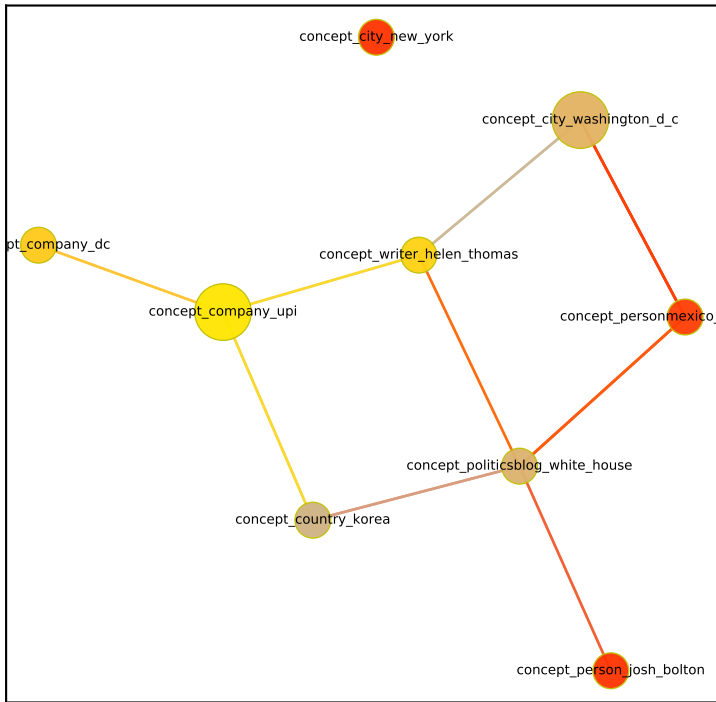 concept_city_new_york
concept_city_washington_d_c
pt_company_dc
concept_writer_helen_thomas
concept_company_upi
concept_personmexico_
concept_politicsblog_white_house
concept_country_korea
concept_person_josh_bolton